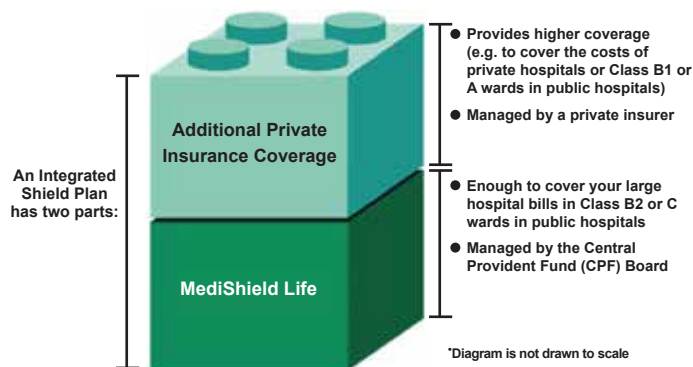 An Integrated
Shield Plan
has two parts:
Additional Private
Insurance Coverage
MediShield Life
● Provides higher coverage
(e.g. to cover the costs of
private hospitals or Class B1 or
A wards in public hospitals)
● Managed by a private insurer
● Enough to cover your large
hospital bills in Class B2 or C
wards in public hospitals
● Managed by the Central
Provident Fund (CPF) Board
*Diagram is not drawn to scale